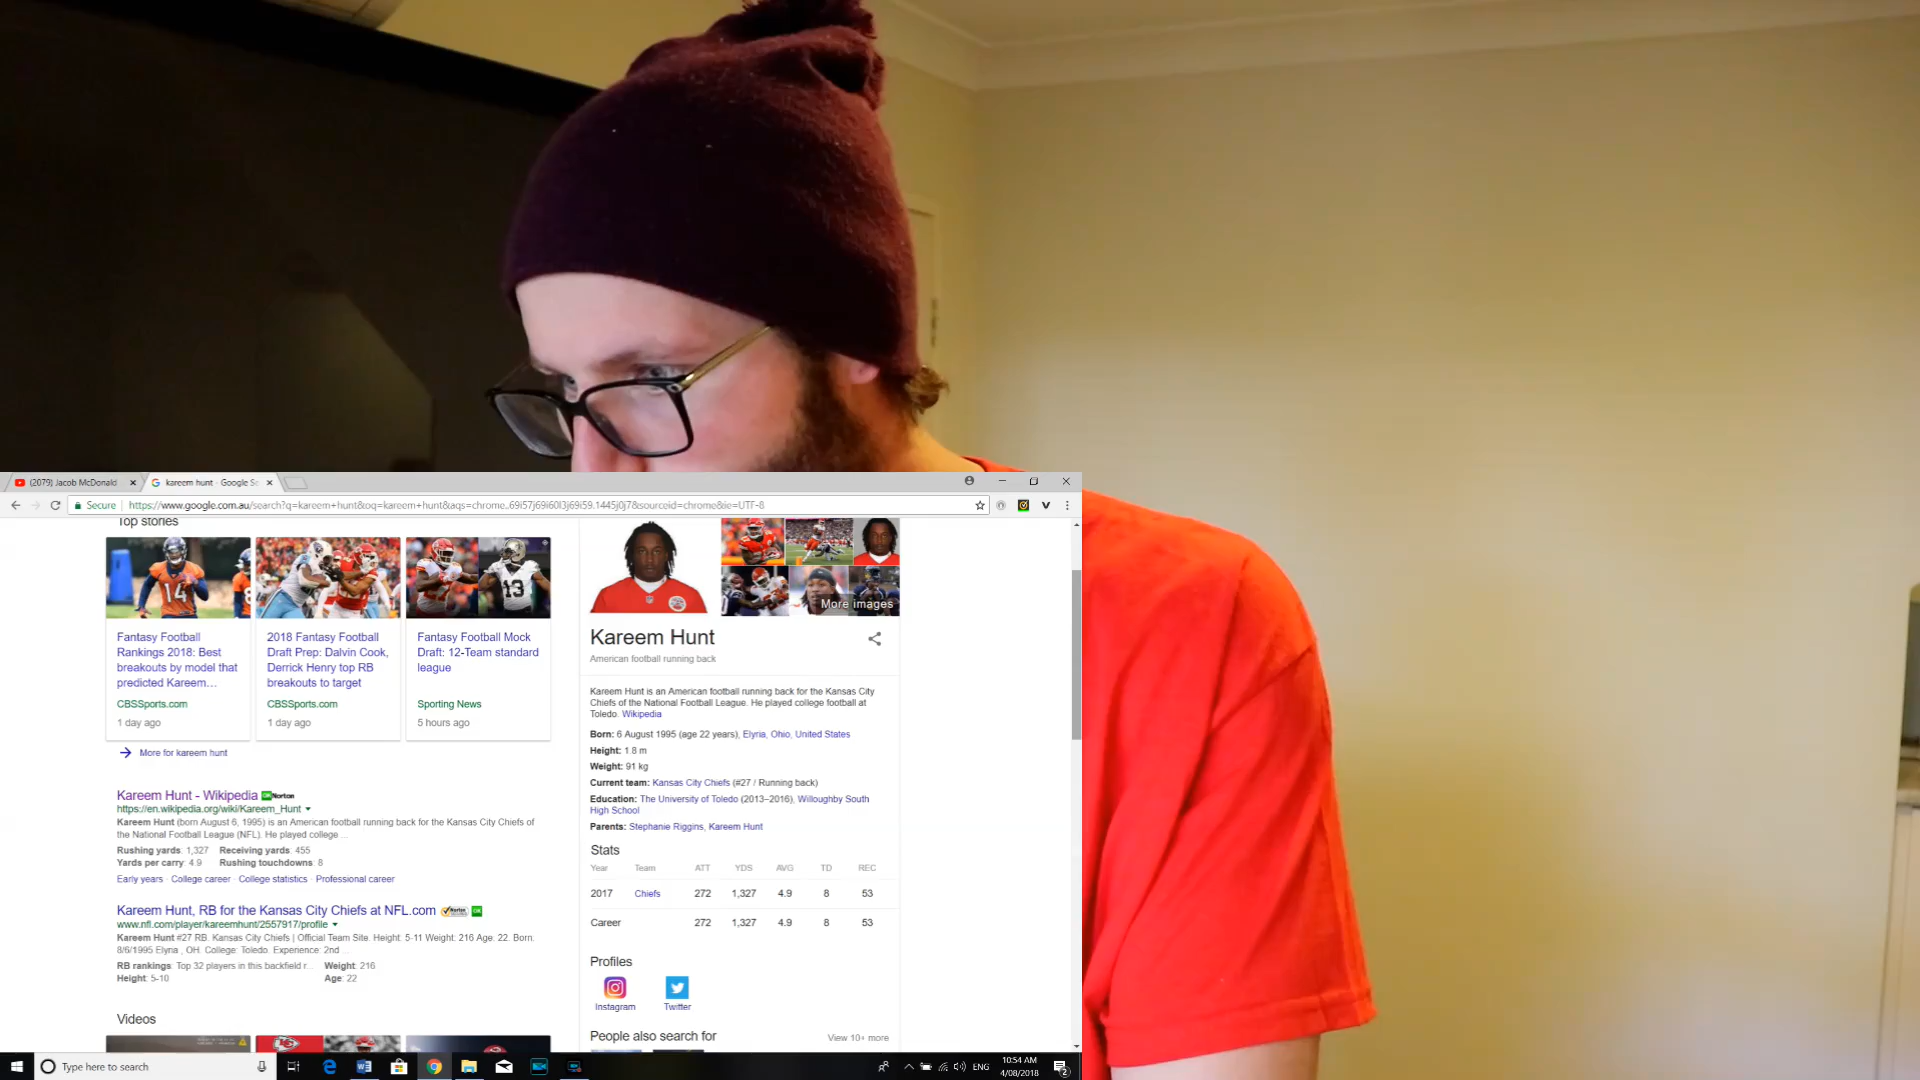 (2079) Jacob McDonald
kareem hunt - Google Se
Secure
https://www.google.com.au/search?q=kareem+hunt&oq=kareem+hunt&aqs=chrome..69i57j69i60l3j69i59.1445j0j7&sourceid=chrome&ie=UTF-8
Top stories
Fantasy Football
Rankings 2018: Best
breakouts by model that
predicted Kareem…
CBSSports.com
1 day ago
2018 Fantasy Football
Draft Prep: Dalvin Cook,
Derrick Henry top RB
breakouts to target
CBSSports.com
1 day ago
Fantasy Football Mock
Draft: 12-Team standard
league
Sporting News
5 hours ago
More for kareem hunt
Kareem Hunt - Wikipedia
Norton
https://en.wikipedia.org/wiki/Kareem_Hunt
Kareem Hunt (born August 6, 1995) is an American football running back for the Kansas City Chiefs of
the National Football League (NFL). He played college ...
Rushing yards: 1,327 Receiving yards: 455
Yards per carry: 4.9 Rushing touchdowns: 8
Early years · College career · College statistics · Professional career
Kareem Hunt, RB for the Kansas City Chiefs at NFL.com
www.nfl.com/player/kareemhunt/2557917/profile
Kareem Hunt #27 RB. Kansas City Chiefs | Official Team Site. Height: 5-11 Weight: 216 Age: 22. Born.
8/6/1995 Elyria , OH. College: Toledo. Experience: 2nd ...
RB rankings: Top 32 players in this backfield r... Weight: 216
Height: 5-10 Age: 22
Videos
More images
Kareem Hunt
American football running back
Kareem Hunt is an American football running back for the Kansas City
Chiefs of the National Football League. He played college football at
Toledo. Wikipedia
Born: 6 August 1995 (age 22 years), Elyria, Ohio, United States
Height: 1.8 m
Weight: 91 kg
Current team: Kansas City Chiefs (#27 / Running back)
Education: The University of Toledo (2013–2016), Willoughby South
High School
Parents: Stephanie Riggins, Kareem Hunt
Stats
Year Team ATT YDS AVG TD REC
2017 Chiefs 272 1,327 4.9 8 53
Career 272 1,327 4.9 8 53
Profiles
Instagram Twitter
People also search for
View 10+ more
Type here to search
ENG
10:54 AM
4/08/2018
14
13